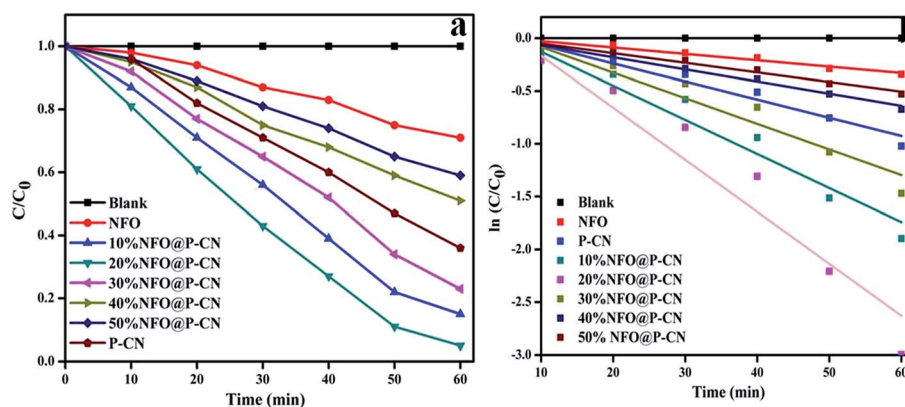 a
1.0
0.8
0.6
0.4
0.2
0.0
C/C0
Blank
NFO
10%NFO@P-CN
20%NFO@P-CN
30%NFO@P-CN
40%NFO@P-CN
50%NFO@P-CN
P-CN
0 10 20 30 40 50 60
Time (min)
0.0
-0.5
-1.0
-1.5
-2.0
-2.5
-3.0
ln (C/C0)
Blank
NFO
P-CN
10%NFO@P-CN
20%NFO@P-CN
30%NFO@P-CN
40%NFO@P-CN
50% NFO@P-CN
10 20 30 40 50 60
Time (min)